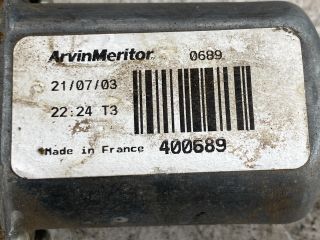 ArvinMeritor 0689
21/07/03
22:24 T3
Made in France 400689